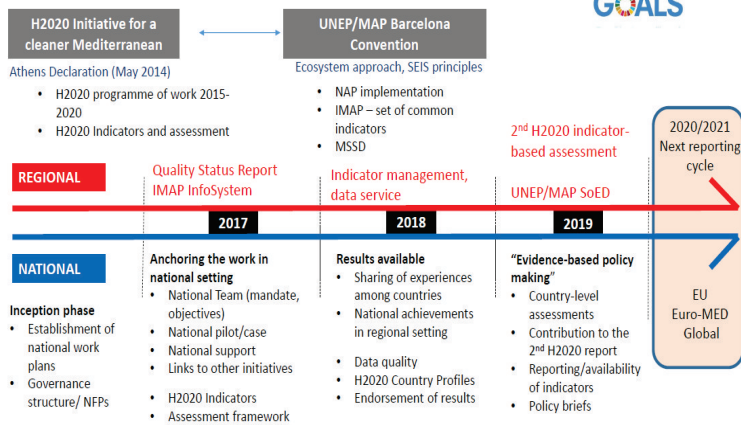 GOALS
H2020 Initiative for a
cleaner Mediterranean
UNEP/MAP Barcelona
Convention
Athens Declaration (May 2014)
• H2020 programme of work 2015-
2020
• H2020 Indicators and assessment
Ecosystem approach, SEIS principles
• NAP implementation
• IMAP – set of common
indicators
• MSSD
REGIONAL
Quality Status Report
IMAP InfoSystem
Indicator management,
data service
2nd H2020 indicator-
based assessment
UNEP/MAP SoED
2020/2021
Next reporting
cycle
2017
2018
2019
NATIONAL
Inception phase
• Establishment of
national work
plans
• Governance
structure/ NFPs
Anchoring the work in
national setting
• National Team (mandate,
objectives)
• National pilot/case
• National support
• Links to other initiatives
• H2020 Indicators
• Assessment framework
Results available
• Sharing of experiences
among countries
• National achievements
in regional setting
• Data quality
• H2020 Country Profiles
• Endorsement of results
“Evidence-based policy
making”
• Country-level
assessments
• Contribution to the
2nd H2020 report
• Reporting/availability
of indicators
• Policy briefs
EU
Euro-MED
Global